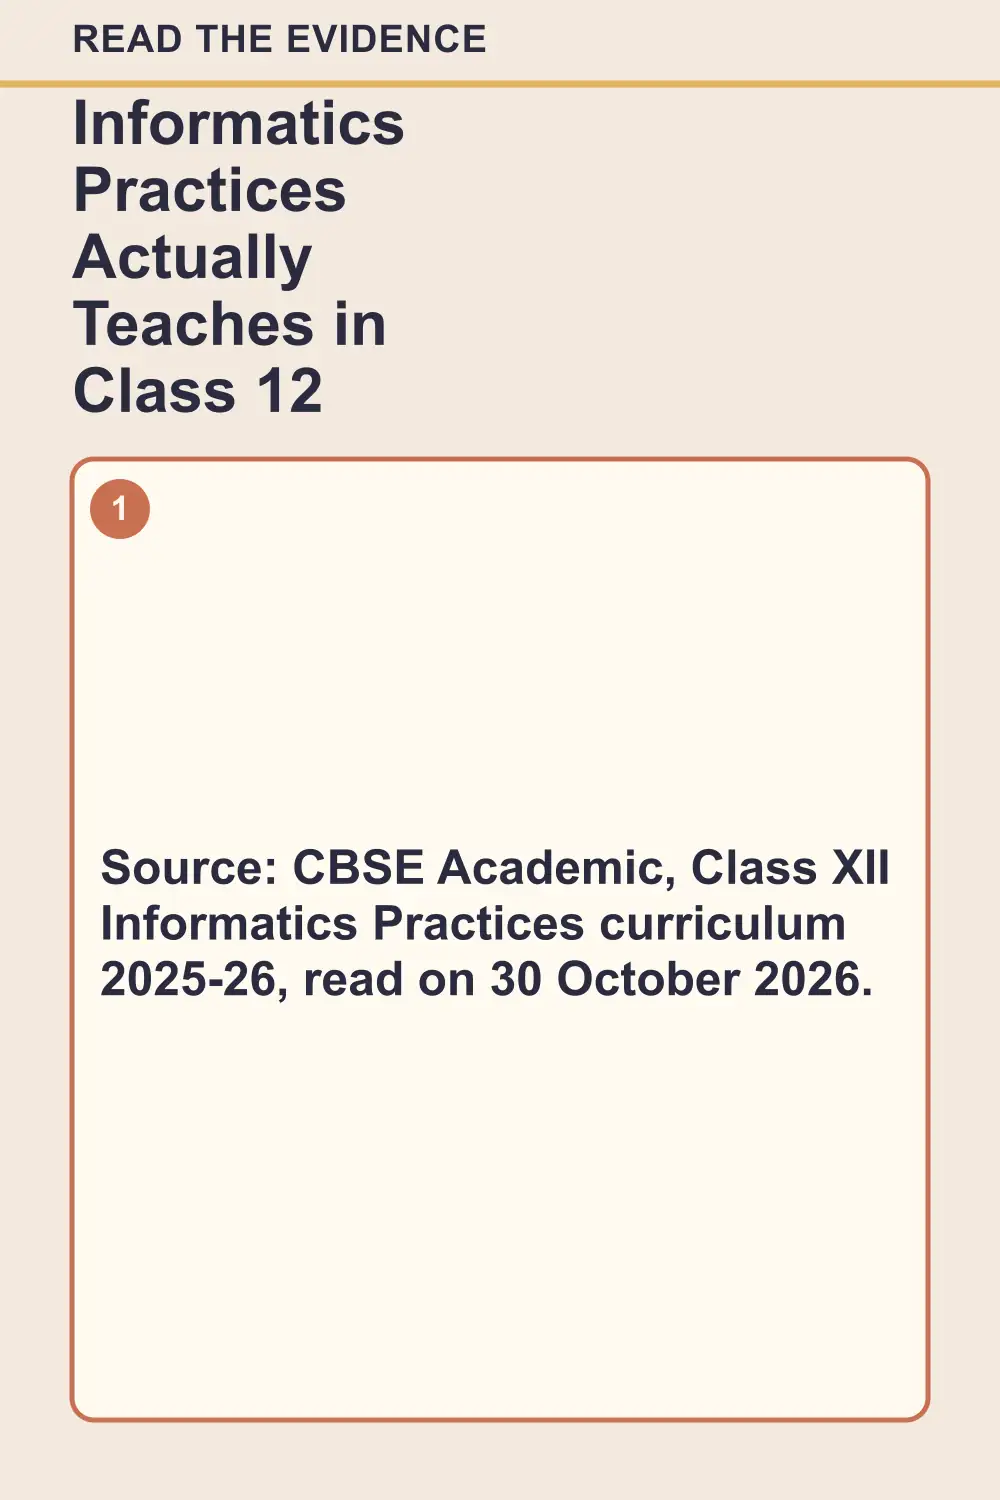 READ THE EVIDENCE
Informatics
Practices
Actually
Teaches in
Class 12
1
Source: CBSE Academic, Class XII
Informatics Practices curriculum
2025-26, read on 30 October 2026.